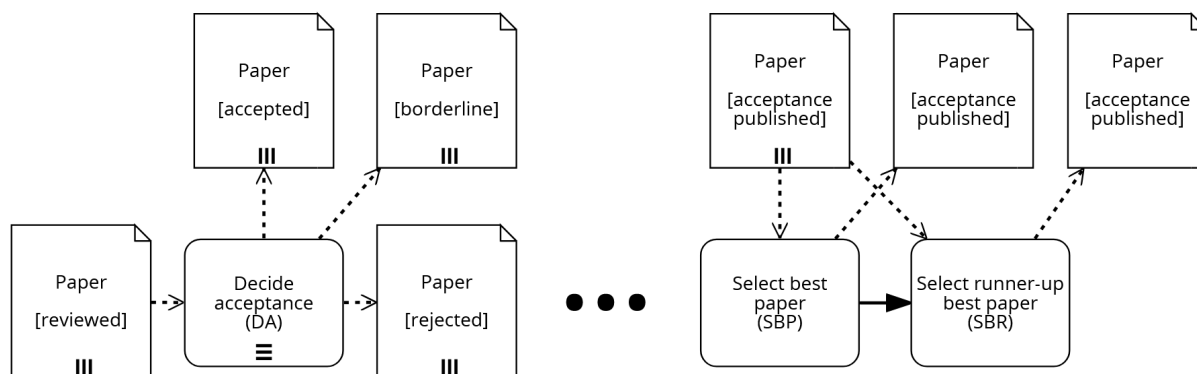 Paper
[accepted]
Paper
[borderline]
Paper
[acceptance
published]
Paper
[acceptance
published]
Paper
[acceptance
published]
Paper
[reviewed]
Decide
acceptance
(DA)
Paper
[rejected]
Select best
paper
(SBP)
Select runner-up
best paper
(SBR)